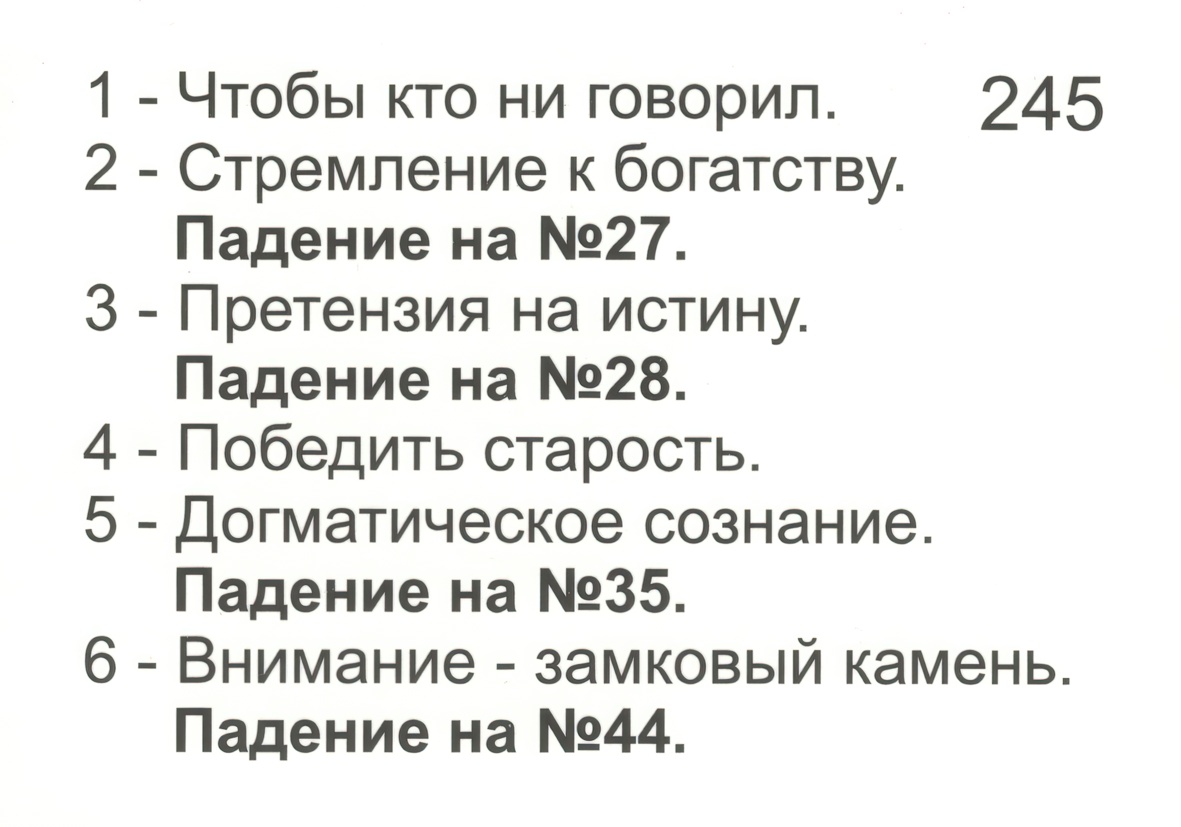 1 - Чтобы кто ни говорил. 245
2 - Стремление к богатству.
Падение на №27.
3 - Претензия на истину.
Падение на №28.
4 - Победить старость.
5 - Догматическое сознание.
Падение на №35.
6 - Внимание - замковый камень.
Падение на №44.